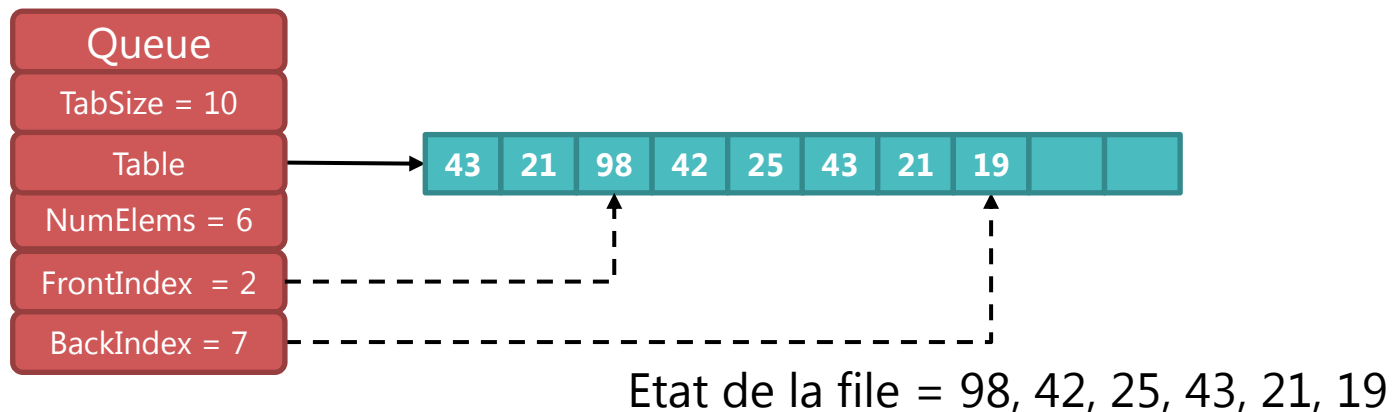 Queue
TabSize = 10
Table
43 21 98 42 25 43 21 19
NumElems = 6
FrontIndex = 2
BackIndex = 7
Etat de la file = 98, 42, 25, 43, 21, 19